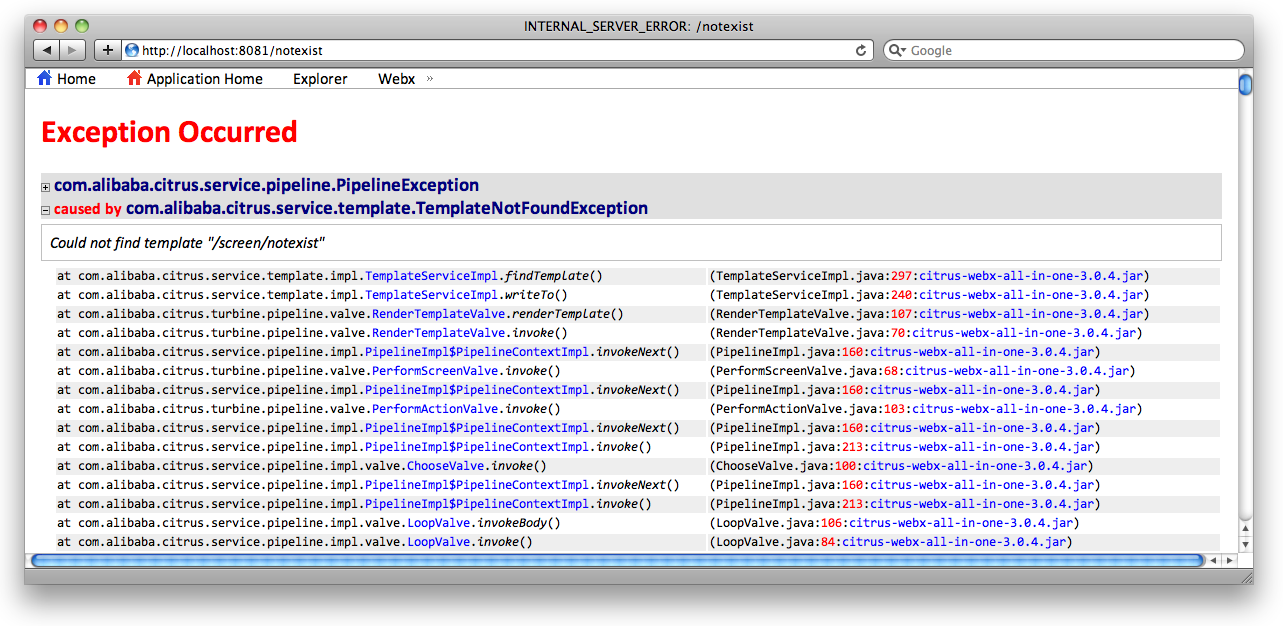 INTERNAL_SERVER_ERROR: /notexist
http://localhost:8081/notexist
Google
Home Application Home Explorer Webx »
Exception Occurred
com.alibaba.citrus.service.pipeline.PipelineException
caused by com.alibaba.citrus.service.template.TemplateNotFoundException
Could not find template "/screen/notexist"
at com.alibaba.citrus.service.template.impl.TemplateServiceImpl.findTemplate() (TemplateServiceImpl.java:297:citrus-webx-all-in-one-3.0.4.jar)
at com.alibaba.citrus.service.template.impl.TemplateServiceImpl.writeTo() (TemplateServiceImpl.java:240:citrus-webx-all-in-one-3.0.4.jar)
at com.alibaba.citrus.turbine.pipeline.valve.RenderTemplateValve.renderTemplate() (RenderTemplateValve.java:107:citrus-webx-all-in-one-3.0.4.jar)
at com.alibaba.citrus.turbine.pipeline.valve.RenderTemplateValve.invoke() (RenderTemplateValve.java:70:citrus-webx-all-in-one-3.0.4.jar)
at com.alibaba.citrus.service.pipeline.impl.PipelineImpl$PipelineContextImpl.invokeNext() (PipelineImpl.java:160:citrus-webx-all-in-one-3.0.4.jar)
at com.alibaba.citrus.turbine.pipeline.valve.PerformScreenValve.invoke() (PerformScreenValve.java:68:citrus-webx-all-in-one-3.0.4.jar)
at com.alibaba.citrus.service.pipeline.impl.PipelineImpl$PipelineContextImpl.invokeNext() (PipelineImpl.java:160:citrus-webx-all-in-one-3.0.4.jar)
at com.alibaba.citrus.turbine.pipeline.valve.PerformActionValve.invoke() (PerformActionValve.java:103:citrus-webx-all-in-one-3.0.4.jar)
at com.alibaba.citrus.service.pipeline.impl.PipelineImpl$PipelineContextImpl.invokeNext() (PipelineImpl.java:160:citrus-webx-all-in-one-3.0.4.jar)
at com.alibaba.citrus.service.pipeline.impl.PipelineImpl$PipelineContextImpl.invoke() (PipelineImpl.java:213:citrus-webx-all-in-one-3.0.4.jar)
at com.alibaba.citrus.service.pipeline.impl.valve.ChooseValve.invoke() (ChooseValve.java:100:citrus-webx-all-in-one-3.0.4.jar)
at com.alibaba.citrus.service.pipeline.impl.PipelineImpl$PipelineContextImpl.invokeNext() (PipelineImpl.java:160:citrus-webx-all-in-one-3.0.4.jar)
at com.alibaba.citrus.service.pipeline.impl.PipelineImpl$PipelineContextImpl.invoke() (PipelineImpl.java:213:citrus-webx-all-in-one-3.0.4.jar)
at com.alibaba.citrus.service.pipeline.impl.valve.LoopValve.invokeBody() (LoopValve.java:106:citrus-webx-all-in-one-3.0.4.jar)
at com.alibaba.citrus.service.pipeline.impl.valve.LoopValve.invoke() (LoopValve.java:84:citrus-webx-all-in-one-3.0.4.jar)